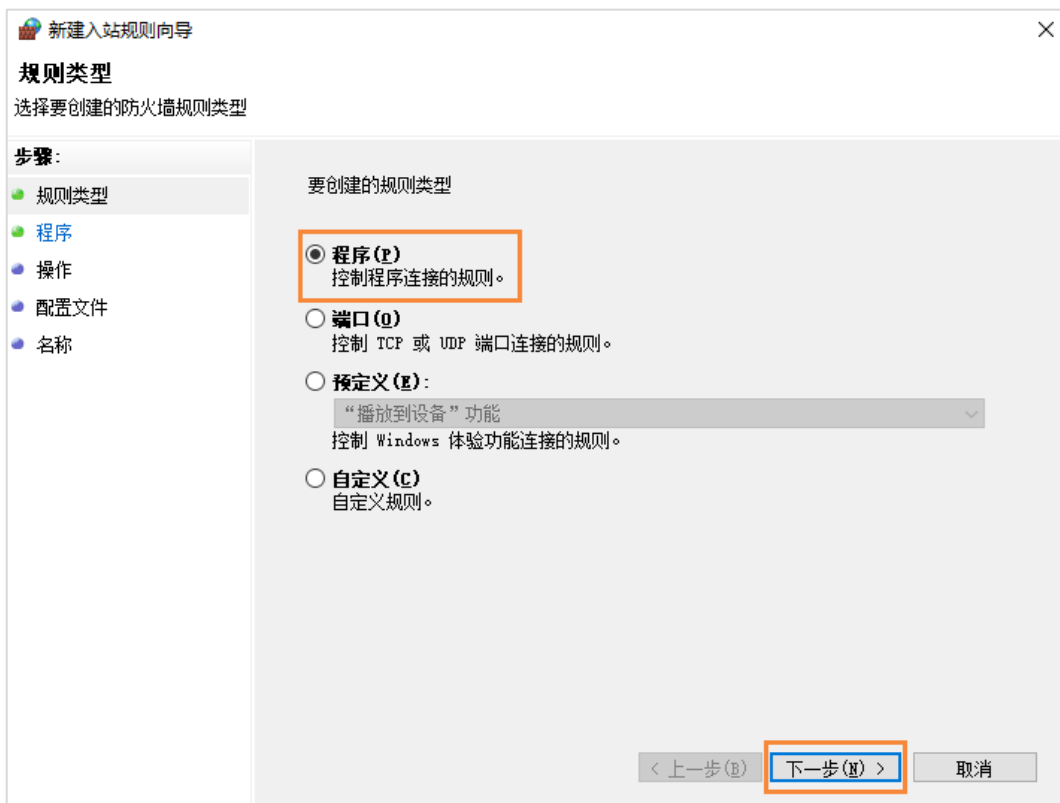 新建入站规则向导
规则类型
选择要创建的防火墙规则类型
步骤:
规则类型
程序
操作
配置文件
名称
要创建的规则类型
程序(P)
控制程序连接的规则。
端口(O)
控制 TCP 或 UDP 端口连接的规则。
预定义(E):
“播放到设备”功能
控制 Windows 体验功能连接的规则。
自定义(C)
自定义规则。
< 上一步(B)
下一步(N) >
取消